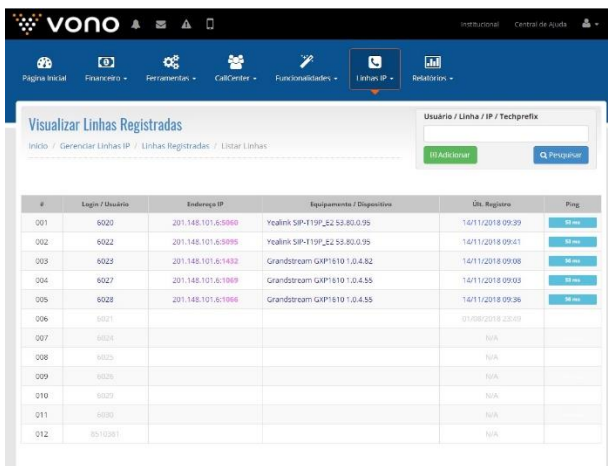 vono
Institucional Central de Ajuda
Página Inicial Financeiro Ferramentas CallCenter Funcionalidades Linhas IP Relatórios
Visualizar Linhas Registradas
Início / Gerenciar Linhas IP / Linhas Registradas / Listar Linhas
Usuário / Linha / IP / Techprefix
Adicionar Pesquisar
# Login / Usuário Endereço IP Equipamento / Dispositivo Últ. Registro Ping
001 6020 201.148.101.6:5060 Yealink SIP-T19P_E2 53.80.0.95 14/11/2018 09:39
002 6022 201.148.101.6:5095 Yealink SIP-T19P_E2 53.80.0.95 14/11/2018 09:41
003 6023 201.148.101.6:1432 Grandstream GXP1610 1.0.4.82 14/11/2018 09:08
004 6027 201.148.101.6:1069 Grandstream GXP1610 1.0.4.55 14/11/2018 09:03
005 6028 201.148.101.6:1066 Grandstream GXP1610 1.0.4.55 14/11/2018 09:36
006 6021
007 6024 N/A
008 6025 N/A
009 6026 N/A
010 6029 N/A
011 6030 N/A
012 N/A